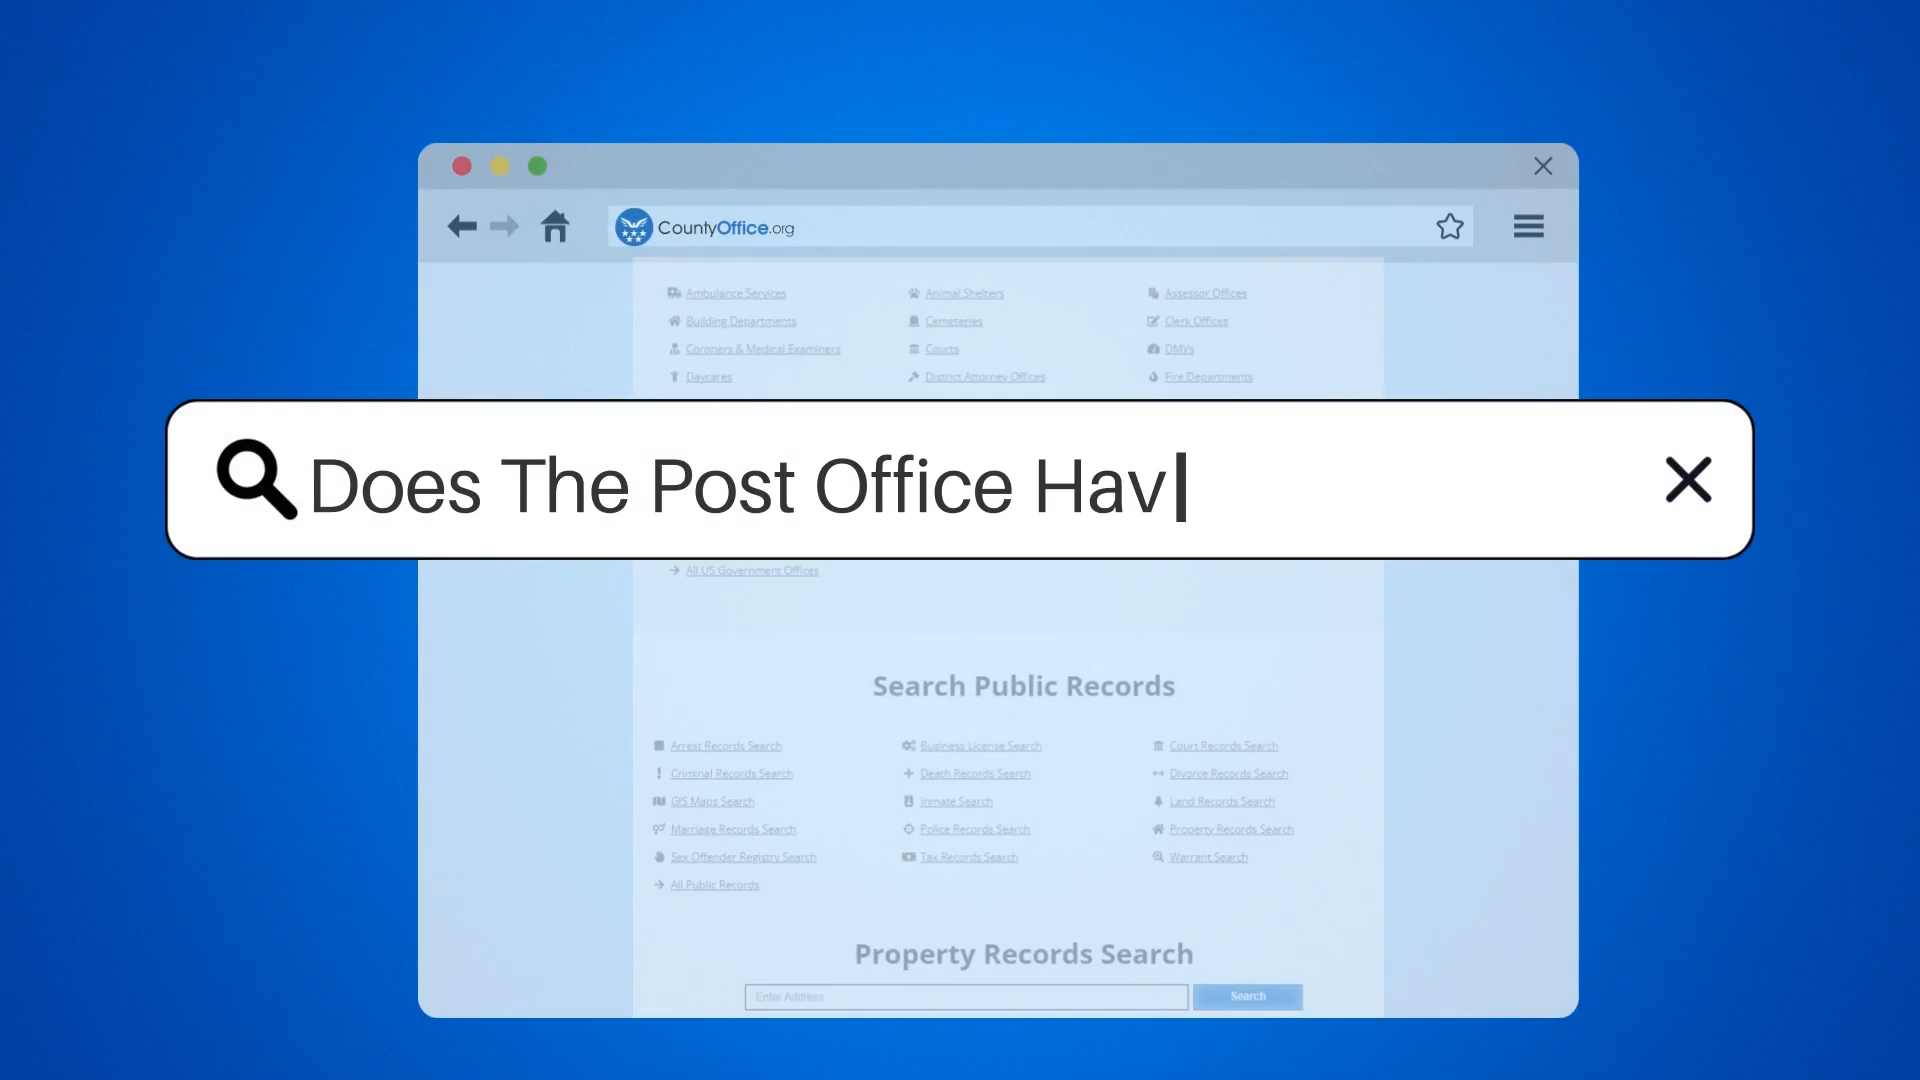 CountyOffice.org
Ambulance Services Animal Shelters Assessor Offices
Building Departments Cemeteries Clerk Offices
Coroners & Medical Examiners Courts DMVs
Daycares District Attorney Offices Fire Departments
Does The Post Office Hav
All US Government Offices
Search Public Records
Arrest Records Search Business License Search Court Records Search
Criminal Records Search Death Records Search Divorce Records Search
GIS Maps Search Inmate Search Land Records Search
Marriage Records Search Police Records Search Property Records Search
Sex Offender Registry Search Tax Records Search Warrant Search
All Public Records
Property Records Search
Enter Address Search